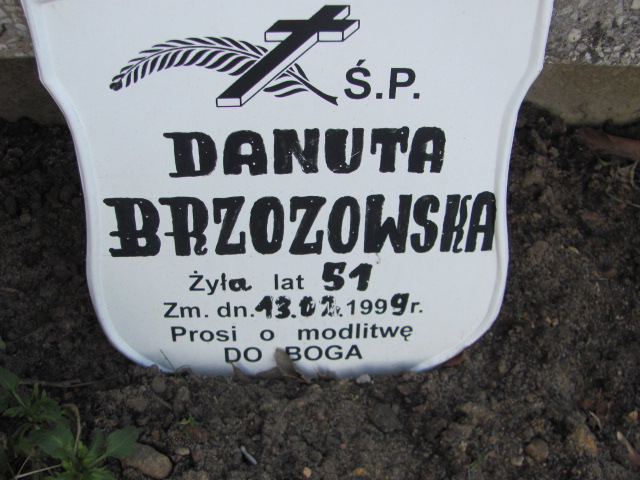 Ś.P.
DANUTA
BRZOZOWSKA
Żyła lat 51
Zm. dn. 13.02.1999r.
Prosi o modlitwę
DO BOGA